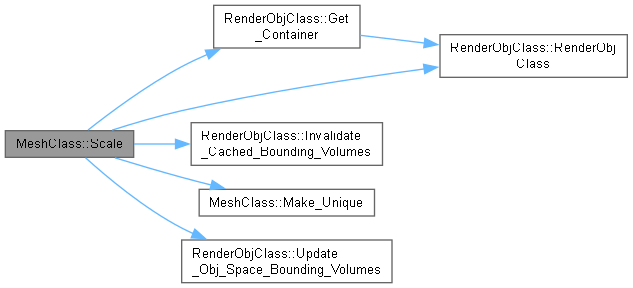 RenderObjClass::Get
_Container
RenderObjClass::RenderObj
Class
MeshClass::Scale
RenderObjClass::Invalidate
_Cached_Bounding_Volumes
MeshClass::Make_Unique
RenderObjClass::Update
_Obj_Space_Bounding_Volumes